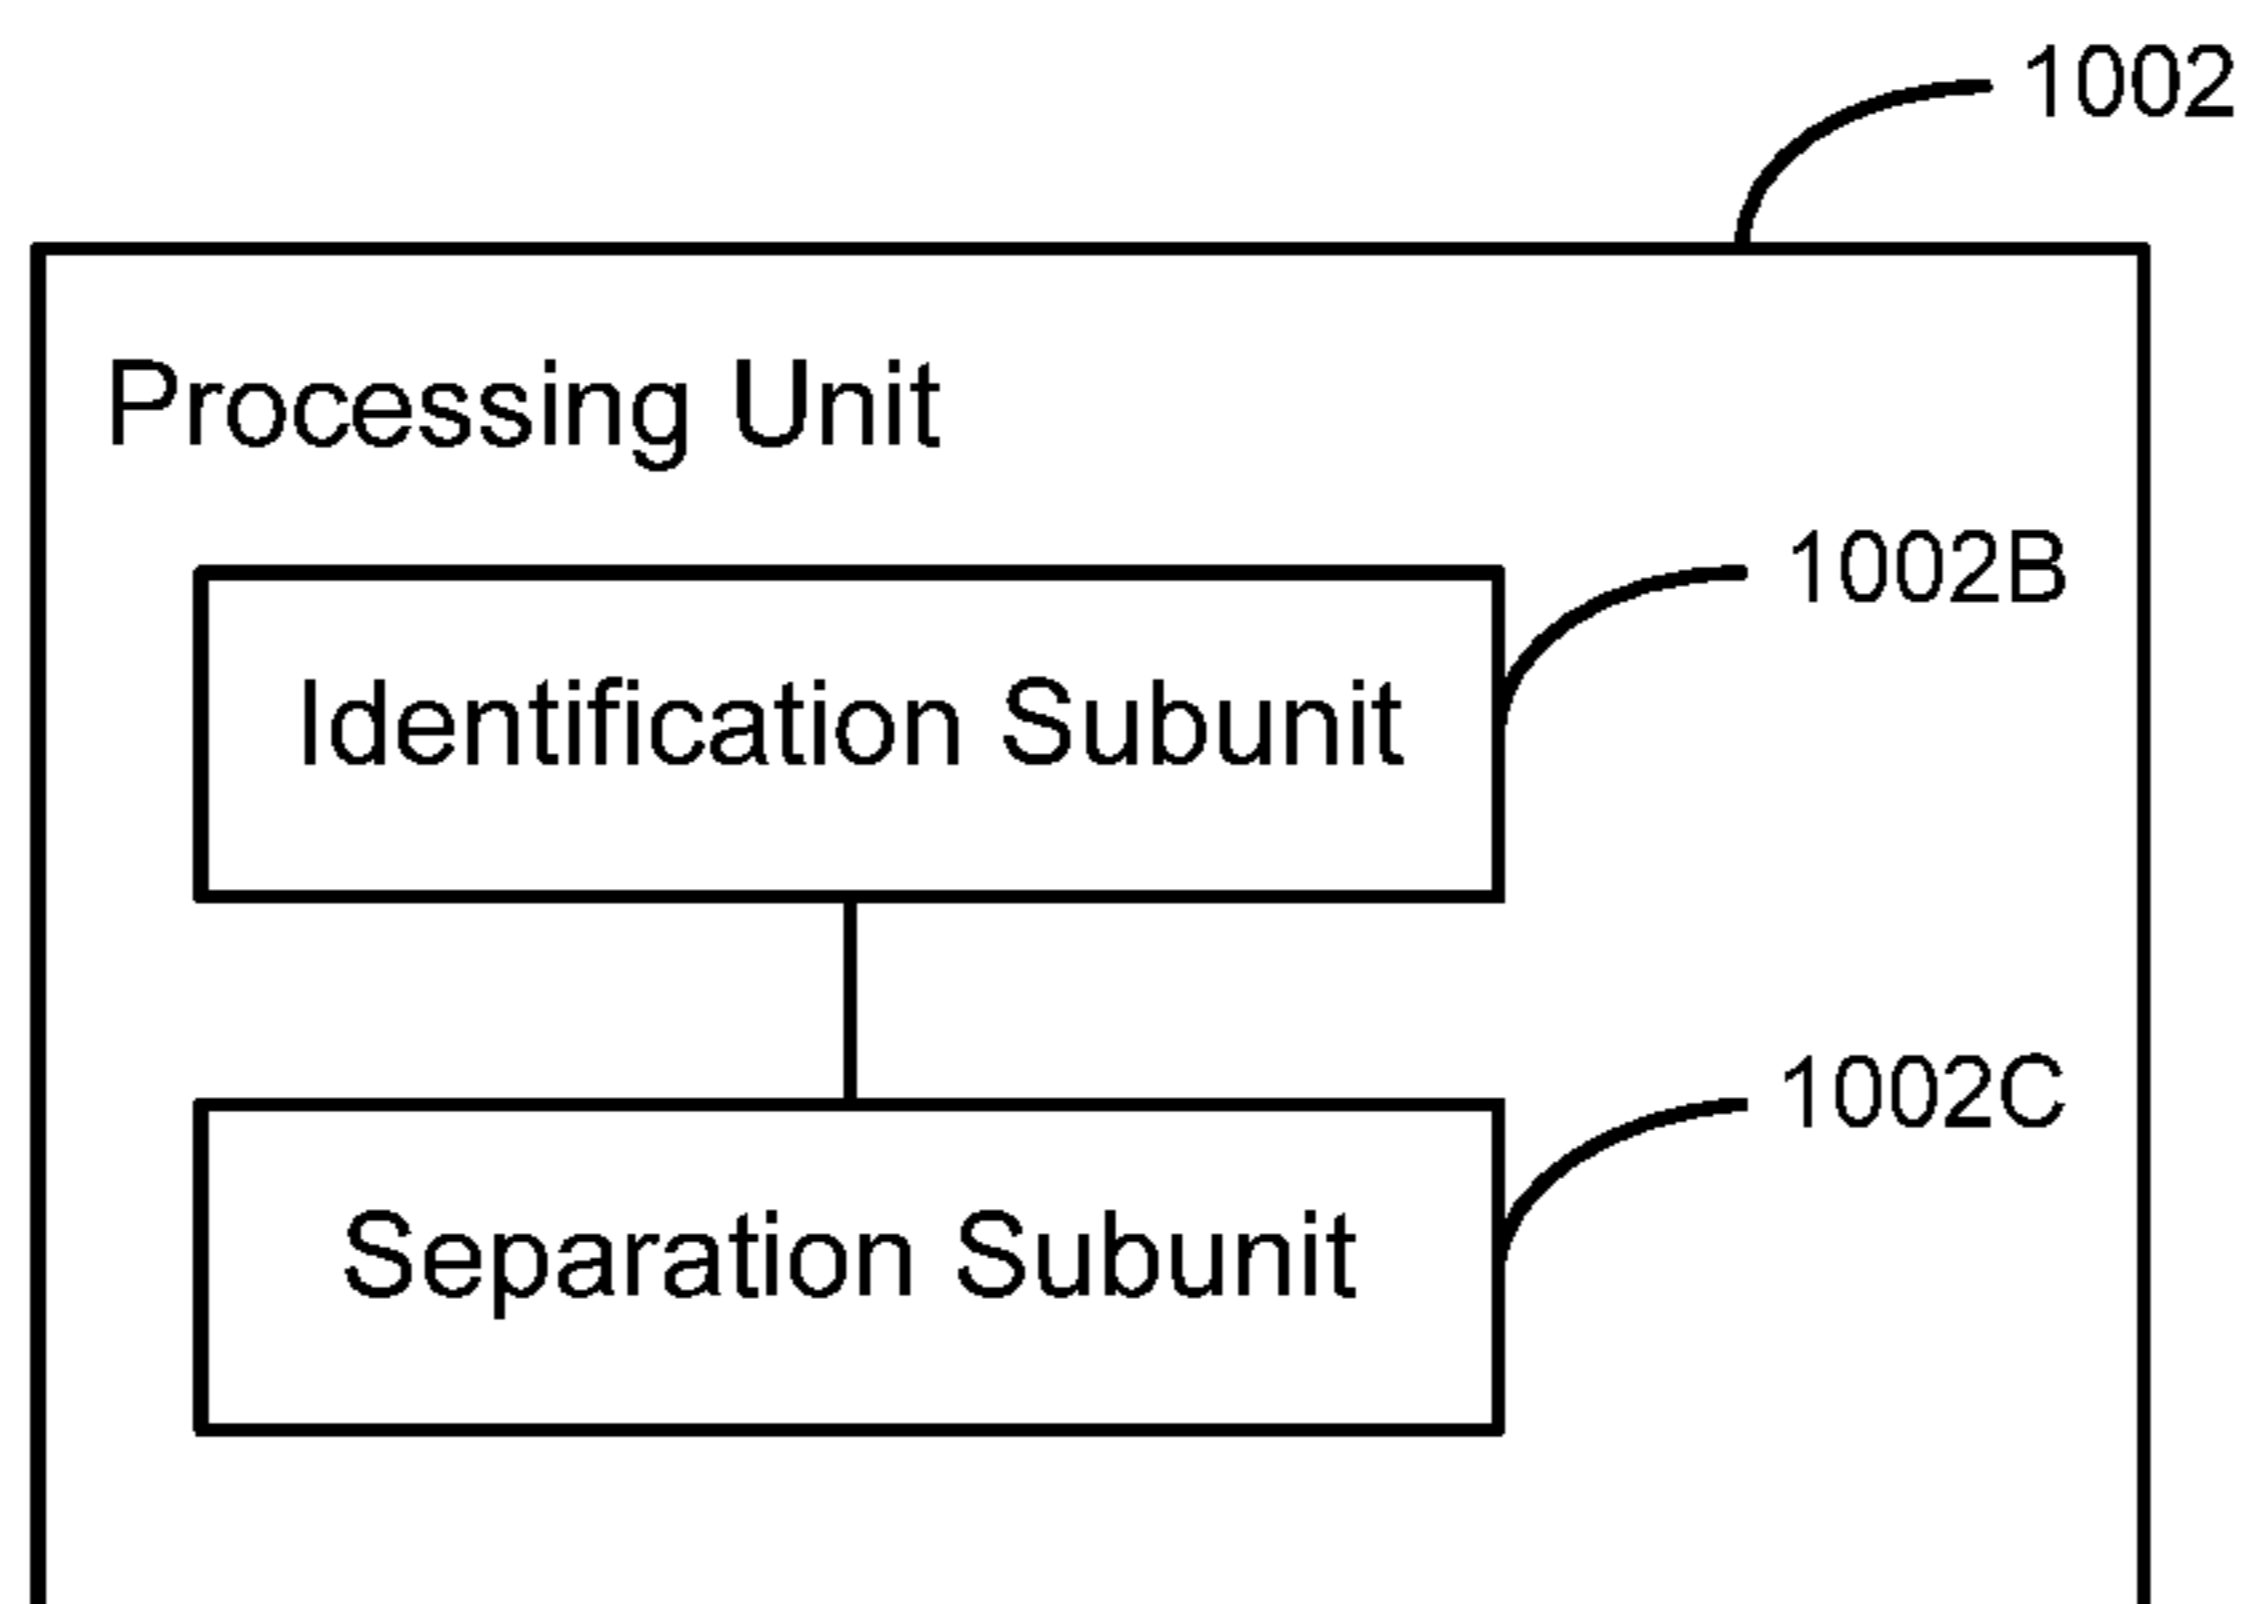 1002
Processing Unit
1002B
Identification Subunit
1002C
Separation Subunit